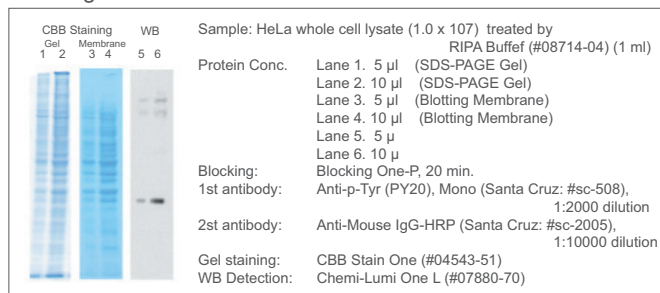 CBB Staining
WB
Gel
Membrane
1 2 3 4 5 6
Sample: HeLa whole cell lysate (1.0 x 107) treated by
RIPA Buffef (#08714-04) (1 ml)
Protein Conc. Lane 1. 5 µl (SDS-PAGE Gel)
Lane 2. 10 µl (SDS-PAGE Gel)
Lane 3. 5 µl (Blotting Membrane)
Lane 4. 10 µl (Blotting Membrane)
Lane 5. 5 µ
Lane 6. 10 µ
Blocking: Blocking One-P, 20 min.
1st antibody: Anti-p-Tyr (PY20), Mono (Santa Cruz: #sc-508),
1:2000 dilution
2st antibody: Anti-Mouse IgG-HRP (Santa Cruz: #sc-2005),
1:10000 dilution
Gel staining: CBB Stain One (#04543-51)
WB Detection: Chemi-Lumi One L (#07880-70)